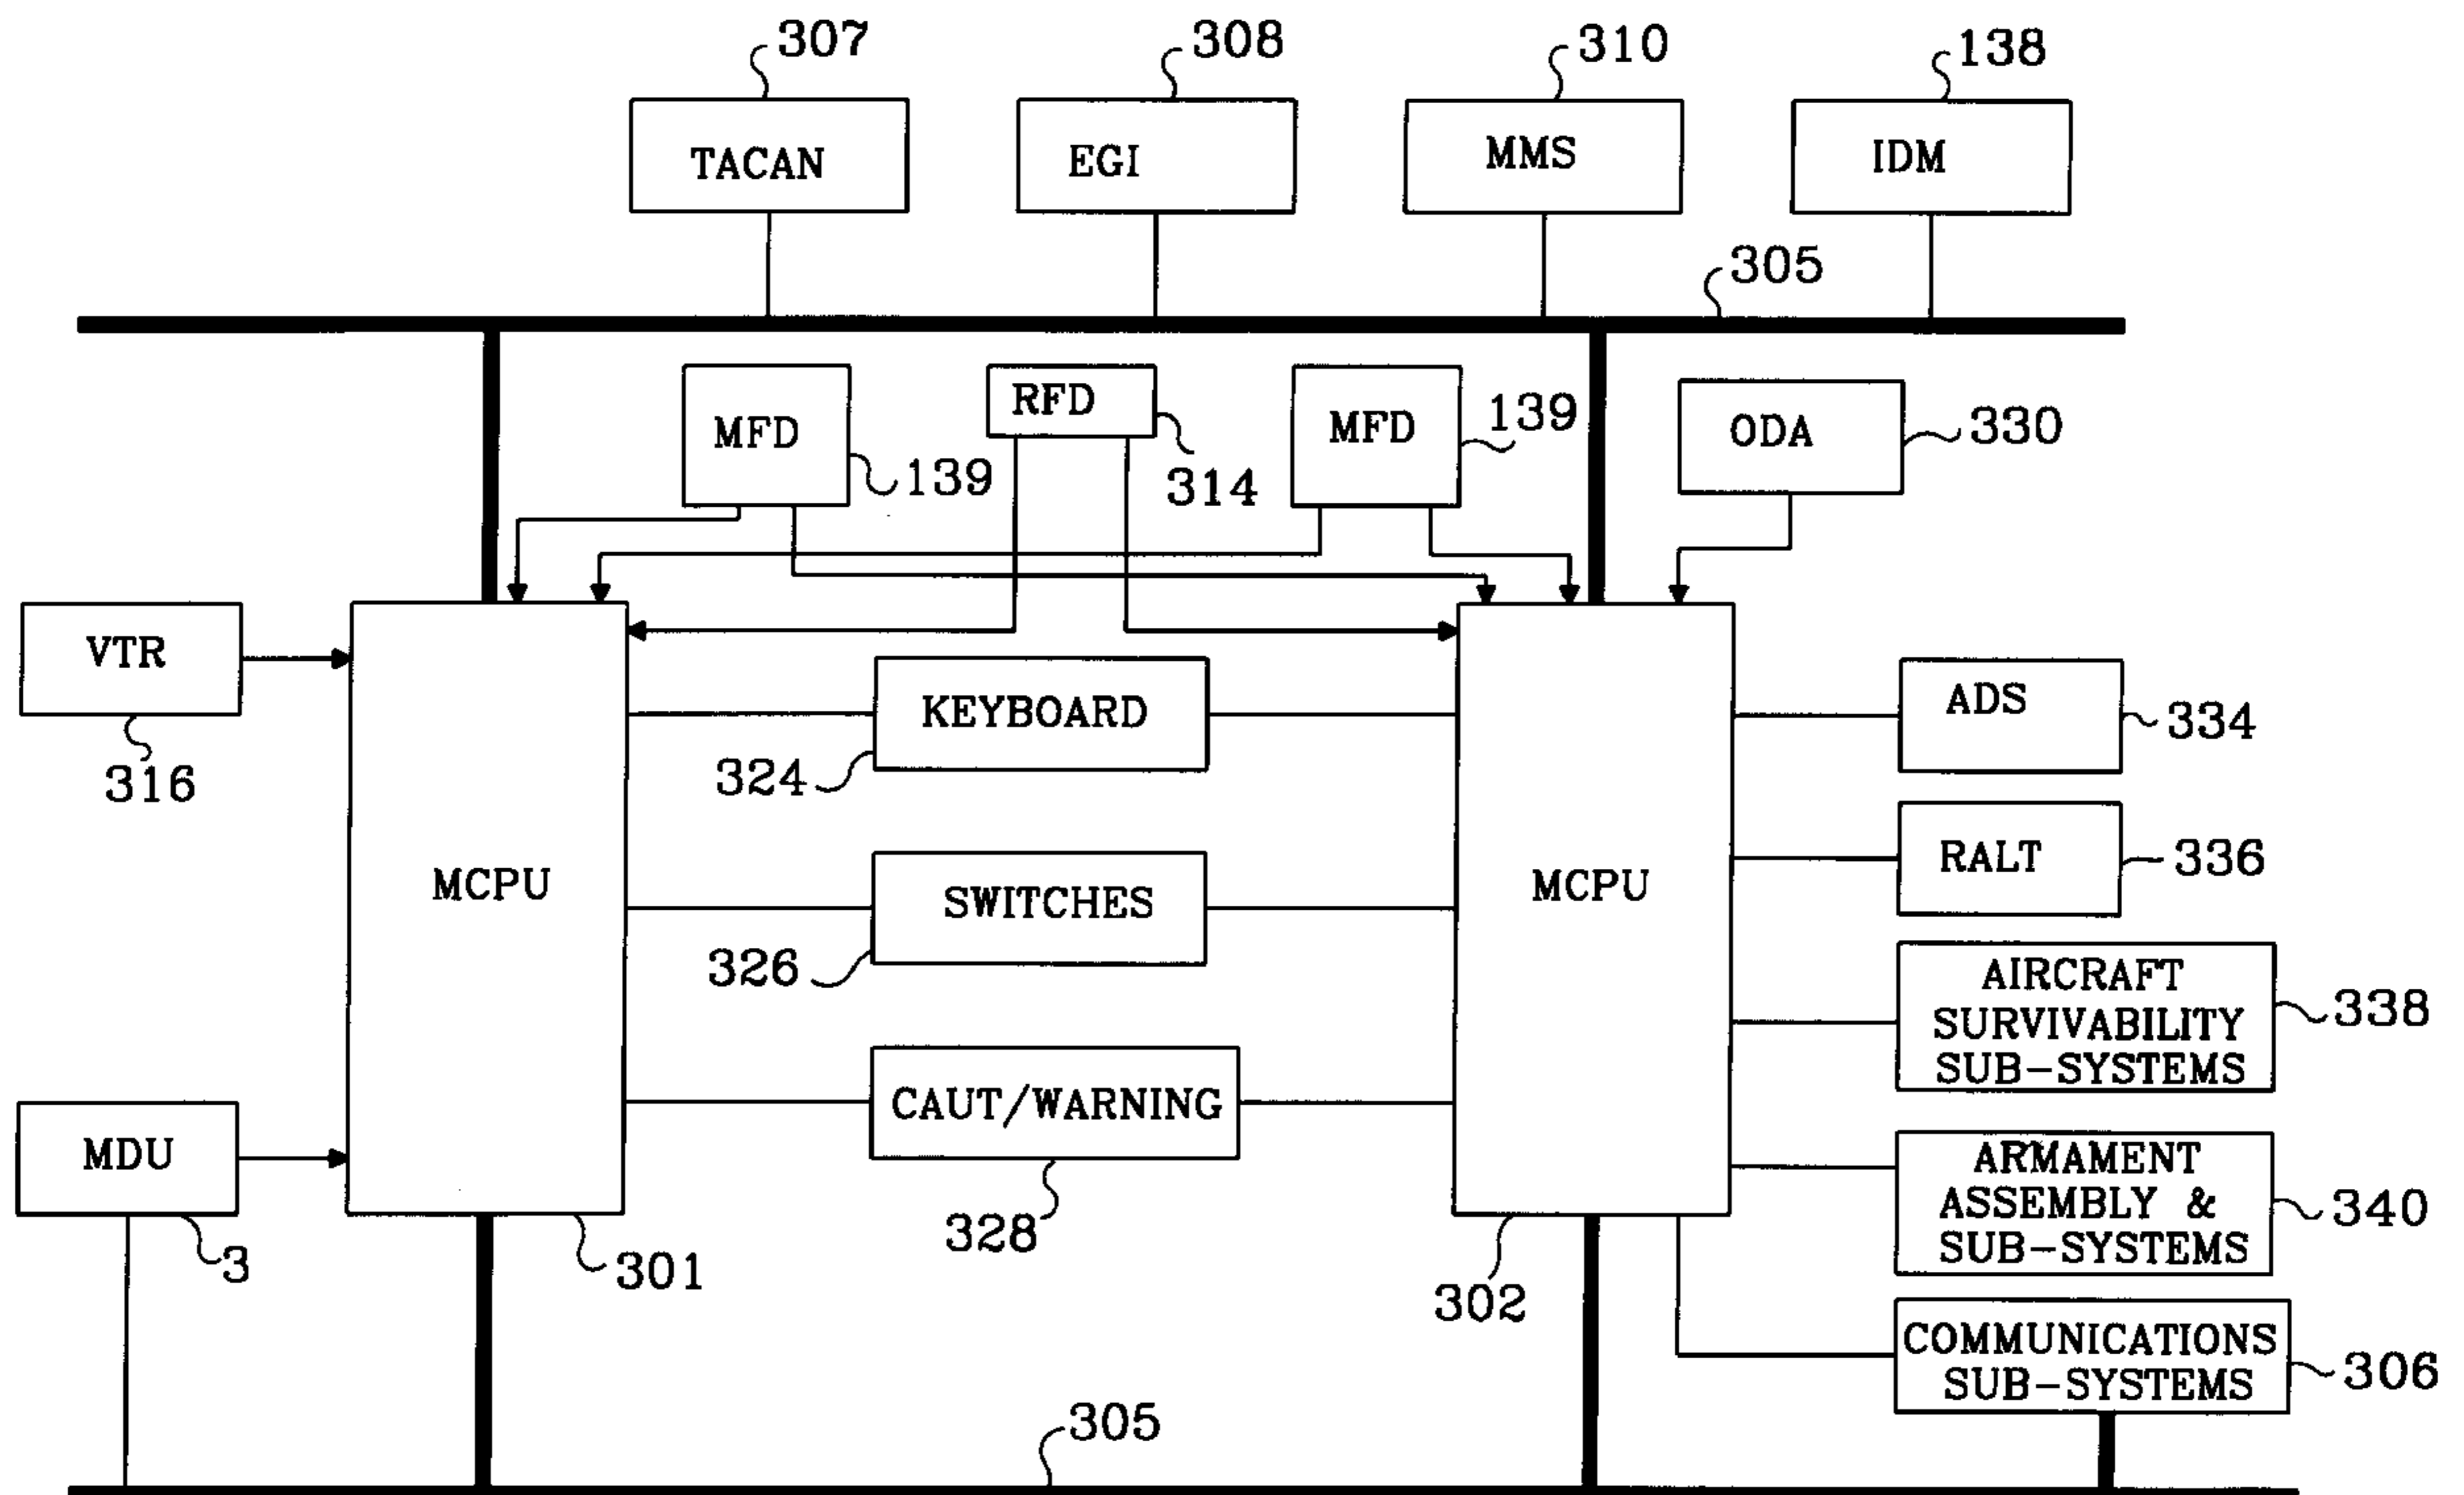 307
308
310
138
TACAN
EGI
MMS
IDM
305
MFD
RFD
MFD
ODA
139
314
139
330
VTR
316
KEYBOARD
324
ADS
334
MCPU
SWITCHES
326
MCPU
RALT
336
AIRCRAFT
SURVIVABILITY
SUB-SYSTEMS
338
MDU
3
CAUT/WARNING
328
301
302
ARMAMENT
ASSEMBLY &
SUB-SYSTEMS
340
COMMUNICATIONS
SUB-SYSTEMS
306
305